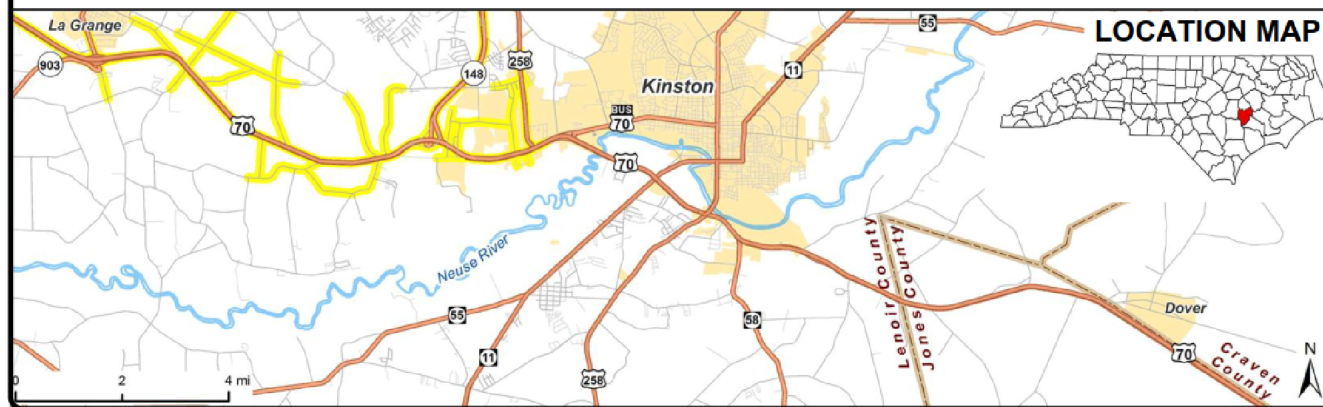 La Grange
903
70
148
258
Kinston
BUS
70
70
11
55
LOCATION MAP
Neuse River
55
11
258
58
Lenoir County
Jones County
Dover
70
Craven
County
N
0 2 4 mi